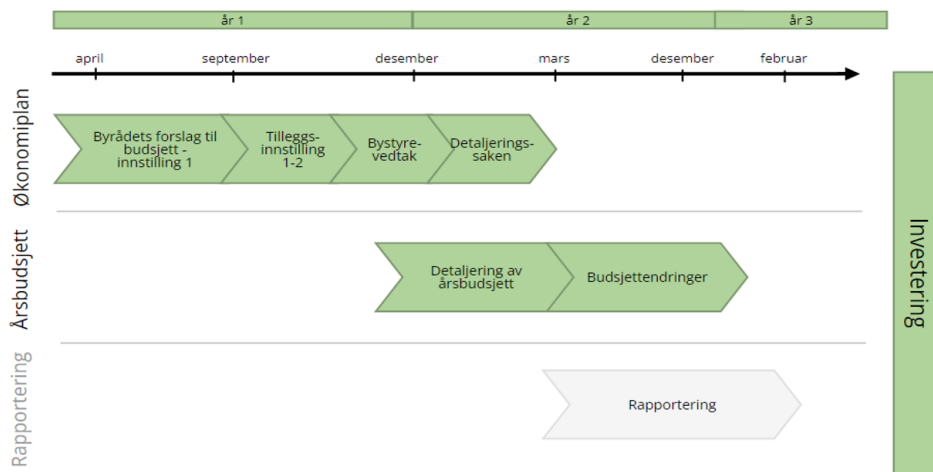 år 1
år 2
år 3
april
september
desember
mars
desember
februar
Økonomiplan
Byrådets forslag til
budsjett -
innstilling 1
Tilleggs-
innstilling
1-2
Bystyre-
vedtak
Detaljerings-
saken
Årsbudsjett
Detaljering av
årsbudsjett
Budsjettendringer
Rapportering
Rapportering
Investering